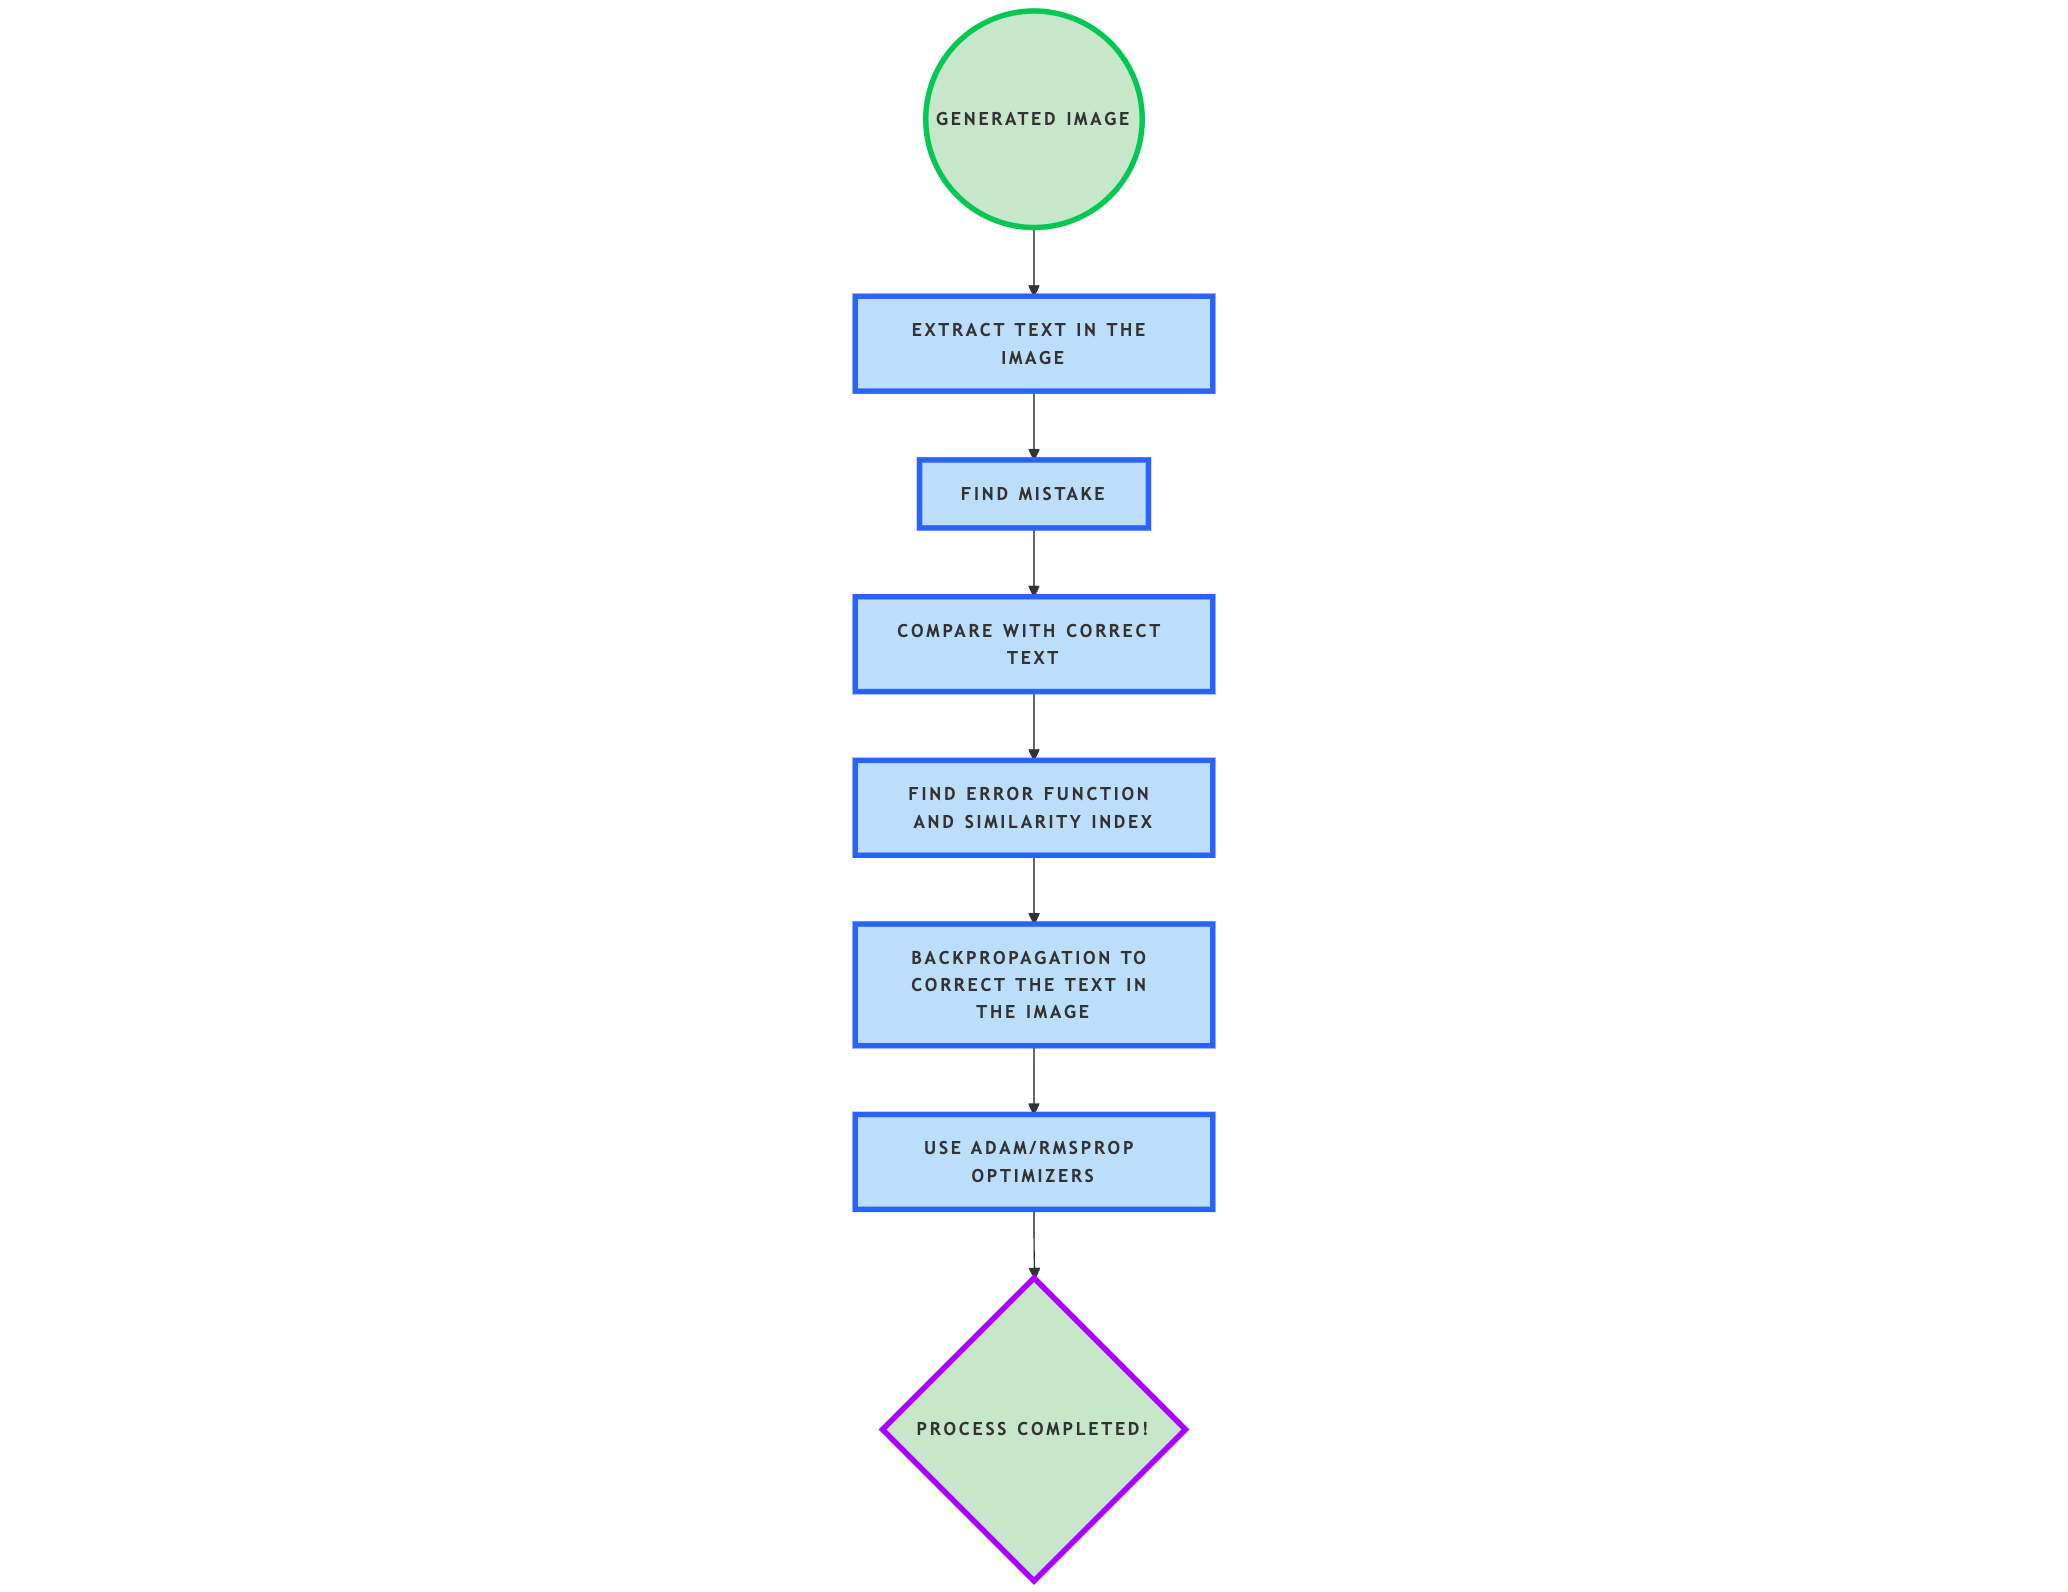 GENERATED IMAGE
EXTRACT TEXT IN THE
IMAGE
FIND MISTAKE
COMPARE WITH CORRECT
TEXT
FIND ERROR FUNCTION
AND SIMILARITY INDEX
BACKPROPAGATION TO
CORRECT THE TEXT IN
THE IMAGE
USE ADAM/RMSPROP
OPTIMIZERS
PROCESS COMPLETED!